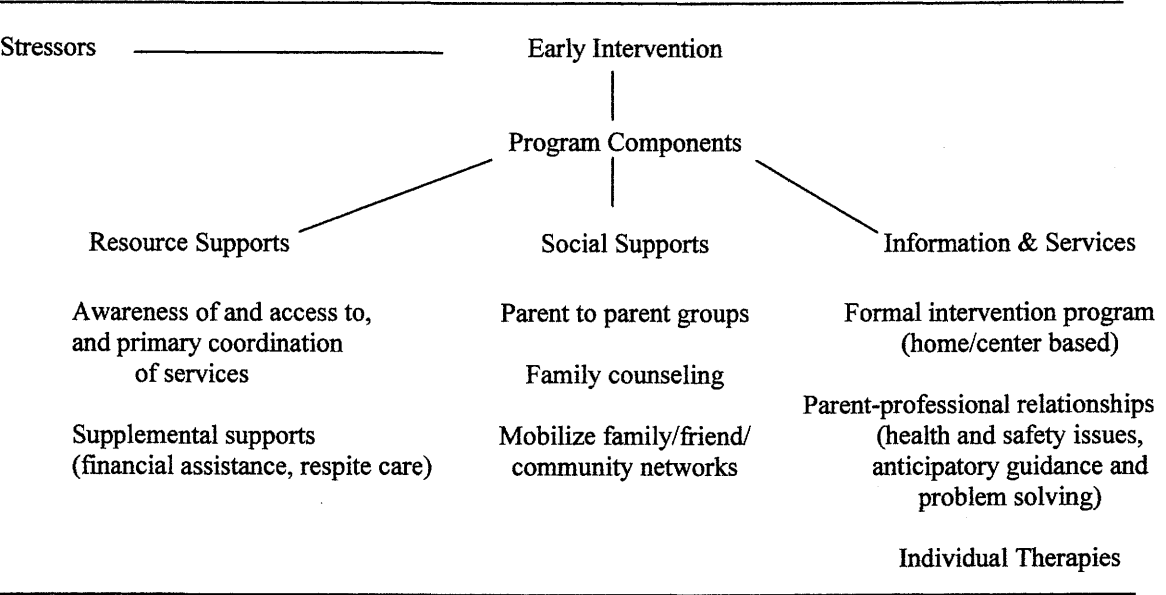 Stressors
Early Intervention
Program Components
Resource Supports
Awareness of and access to,
and primary coordination
of services
Supplemental supports
(financial assistance, respite care)
Social Supports
Parent to parent groups
Family counseling
Mobilize family/friend/
community networks
Information & Services
Formal intervention program
(home/center based)
Parent-professional relationships
(health and safety issues,
anticipatory guidance and
problem solving)
Individual Therapies